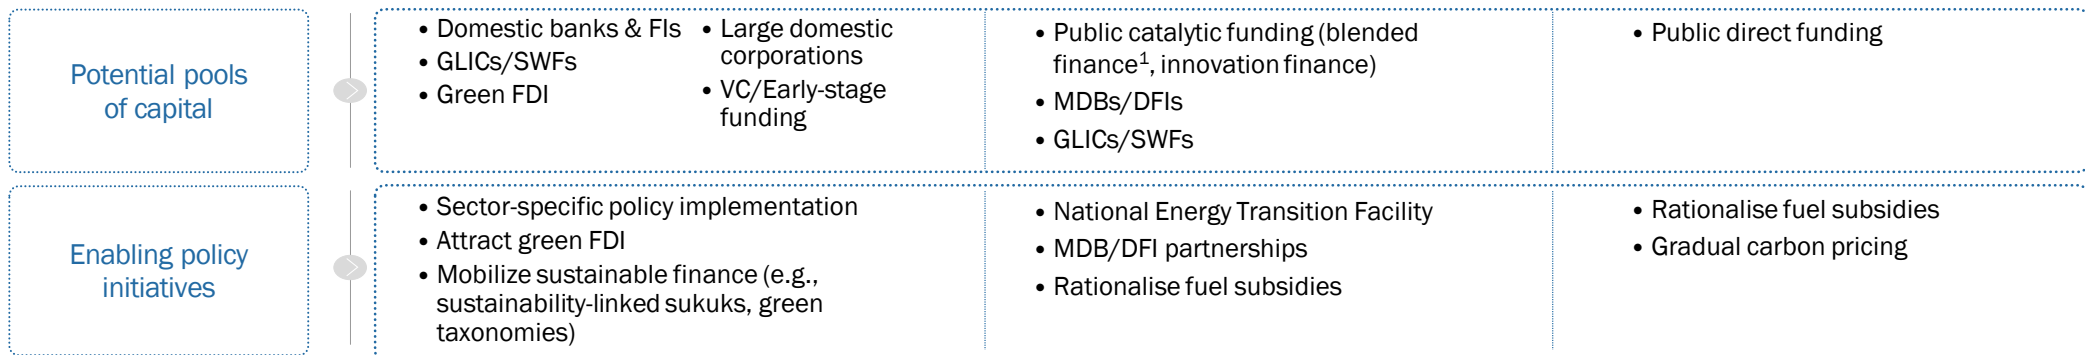 Potential pools
of capital
• Domestic banks & FIs
• GLICs/SWFs
• Green FDI
• Large domestic
corporations
• VC/Early-stage
funding
• Public catalytic funding (blended
finance¹, innovation finance)
• MDBs/DFIs
• GLICs/SWFs
• Public direct funding
Enabling policy
initiatives
• Sector-specific policy implementation
• Attract green FDI
• Mobilize sustainable finance (e.g.,
sustainability-linked sukuks, green
taxonomies)
• National Energy Transition Facility
• MDB/DFI partnerships
• Rationalise fuel subsidies
• Rationalise fuel subsidies
• Gradual carbon pricing